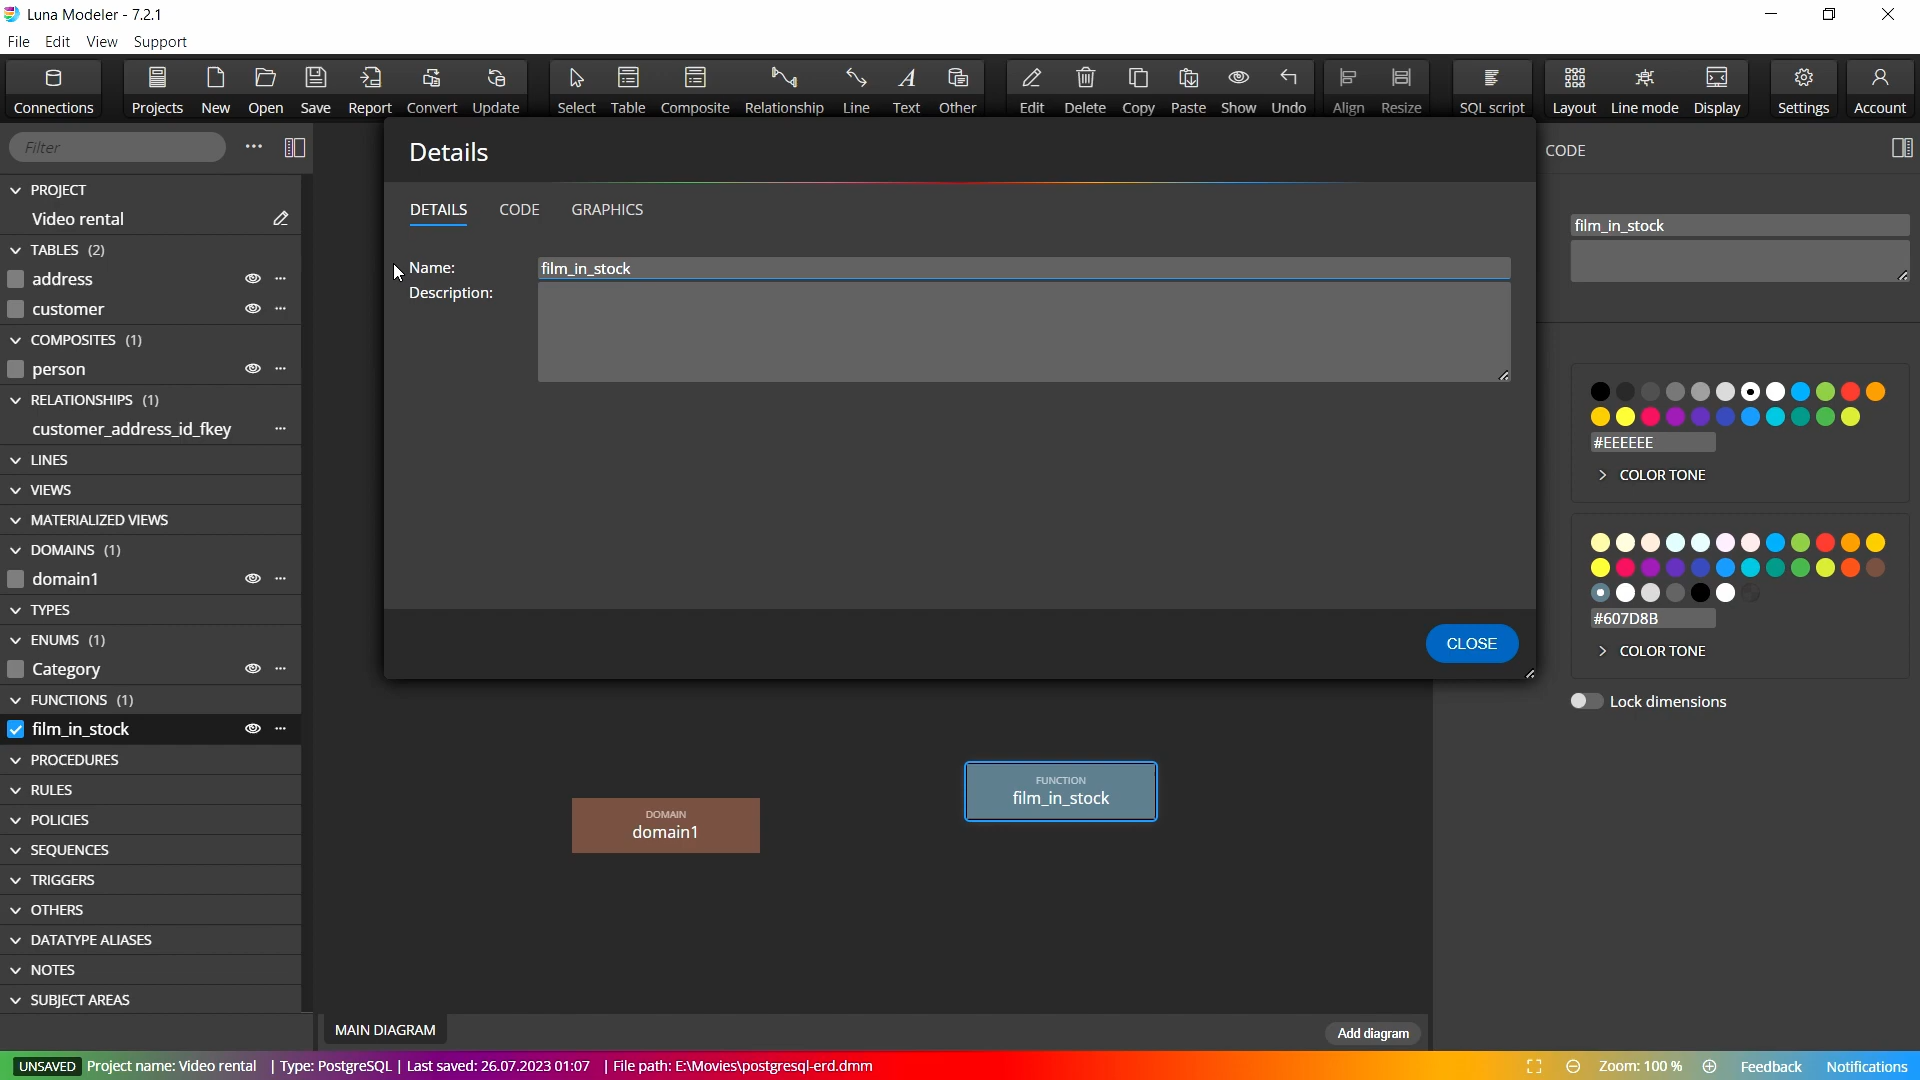 Luna Modeler - 7.2.1
File Edit View Support
Connections Projects New Open Save Report Convert Update Select Table Composite Relationship Line Text Other Edit Delete Copy Paste Show Undo Align Resize SQL script Layout Line mode Display Settings Account
Filter
PROJECT
Video rental
TABLES (2)
address
customer
COMPOSITES (1)
person
RELATIONSHIPS (1)
customer_address_id_fkey
LINES
VIEWS
MATERIALIZED VIEWS
DOMAINS (1)
domain1
TYPES
ENUMS (1)
Category
FUNCTIONS (1)
film_in_stock
PROCEDURES
RULES
POLICIES
SEQUENCES
TRIGGERS
OTHERS
DATATYPE ALIASES
NOTES
SUBJECT AREAS
Details
DETAILS CODE GRAPHICS
Name: film_in_stock
Description:
CLOSE
DOMAIN
domain1
FUNCTION
film_in_stock
MAIN DIAGRAM
Add diagram
CODE
film_in_stock
#EEEEEE
COLOR TONE
#607D8B
COLOR TONE
Lock dimensions
UNSAVED Project name: Video rental | Type: PostgreSQL | Last saved: 26.07.2023 01:07 | File path: E:\Movies\postgresql-erd.dmm Zoom: 100 % Feedback Notifications